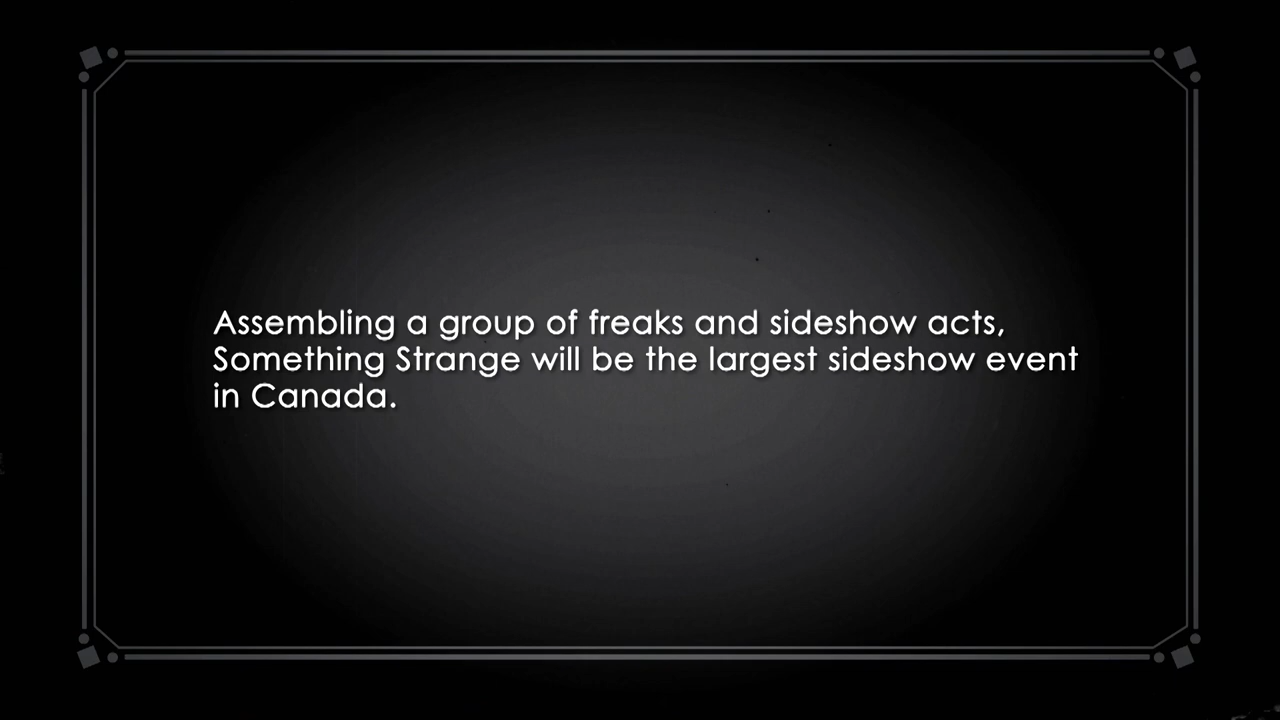 Assembling a group of freaks and sideshow acts,
Something Strange will be the largest sideshow event
in Canada.